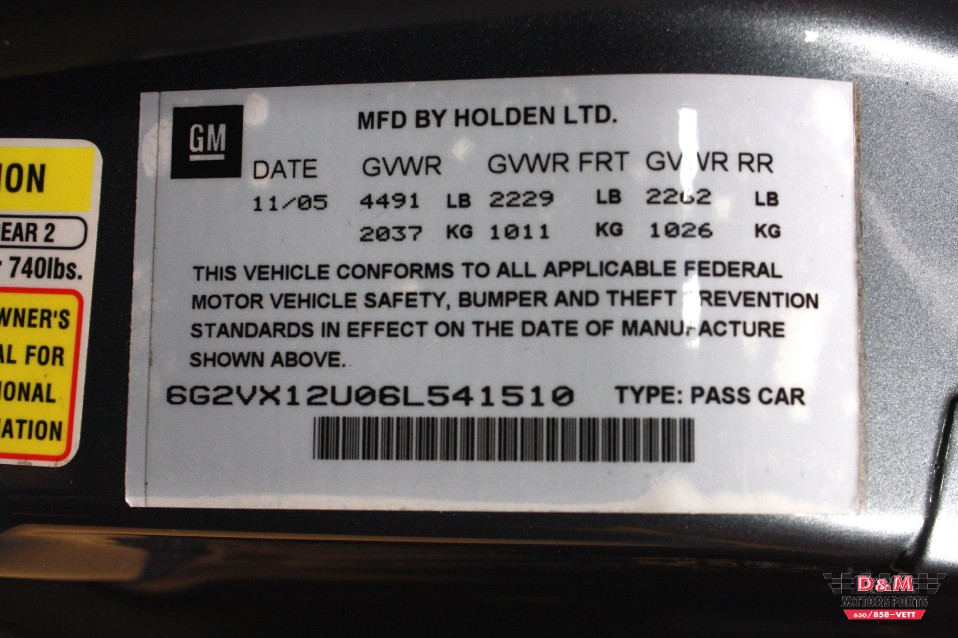 GM
MFD BY HOLDEN LTD.
DATE GVWR GVWR FRT GVWR RR
11/05 4491 LB 2229 LB 2262 LB
2037 KG 1011 KG 1026 KG
THIS VEHICLE CONFORMS TO ALL APPLICABLE FEDERAL
MOTOR VEHICLE SAFETY, BUMPER AND THEFT PREVENTION
STANDARDS IN EFFECT ON THE DATE OF MANUFACTURE
SHOWN ABOVE.
6G2VX12U06L541510 TYPE: PASS CAR
ION
EAR 2
740lbs.
WNER'S
AL FOR
IONAL
ATION
D&M
MOTORSPORTS
630/858-VETT